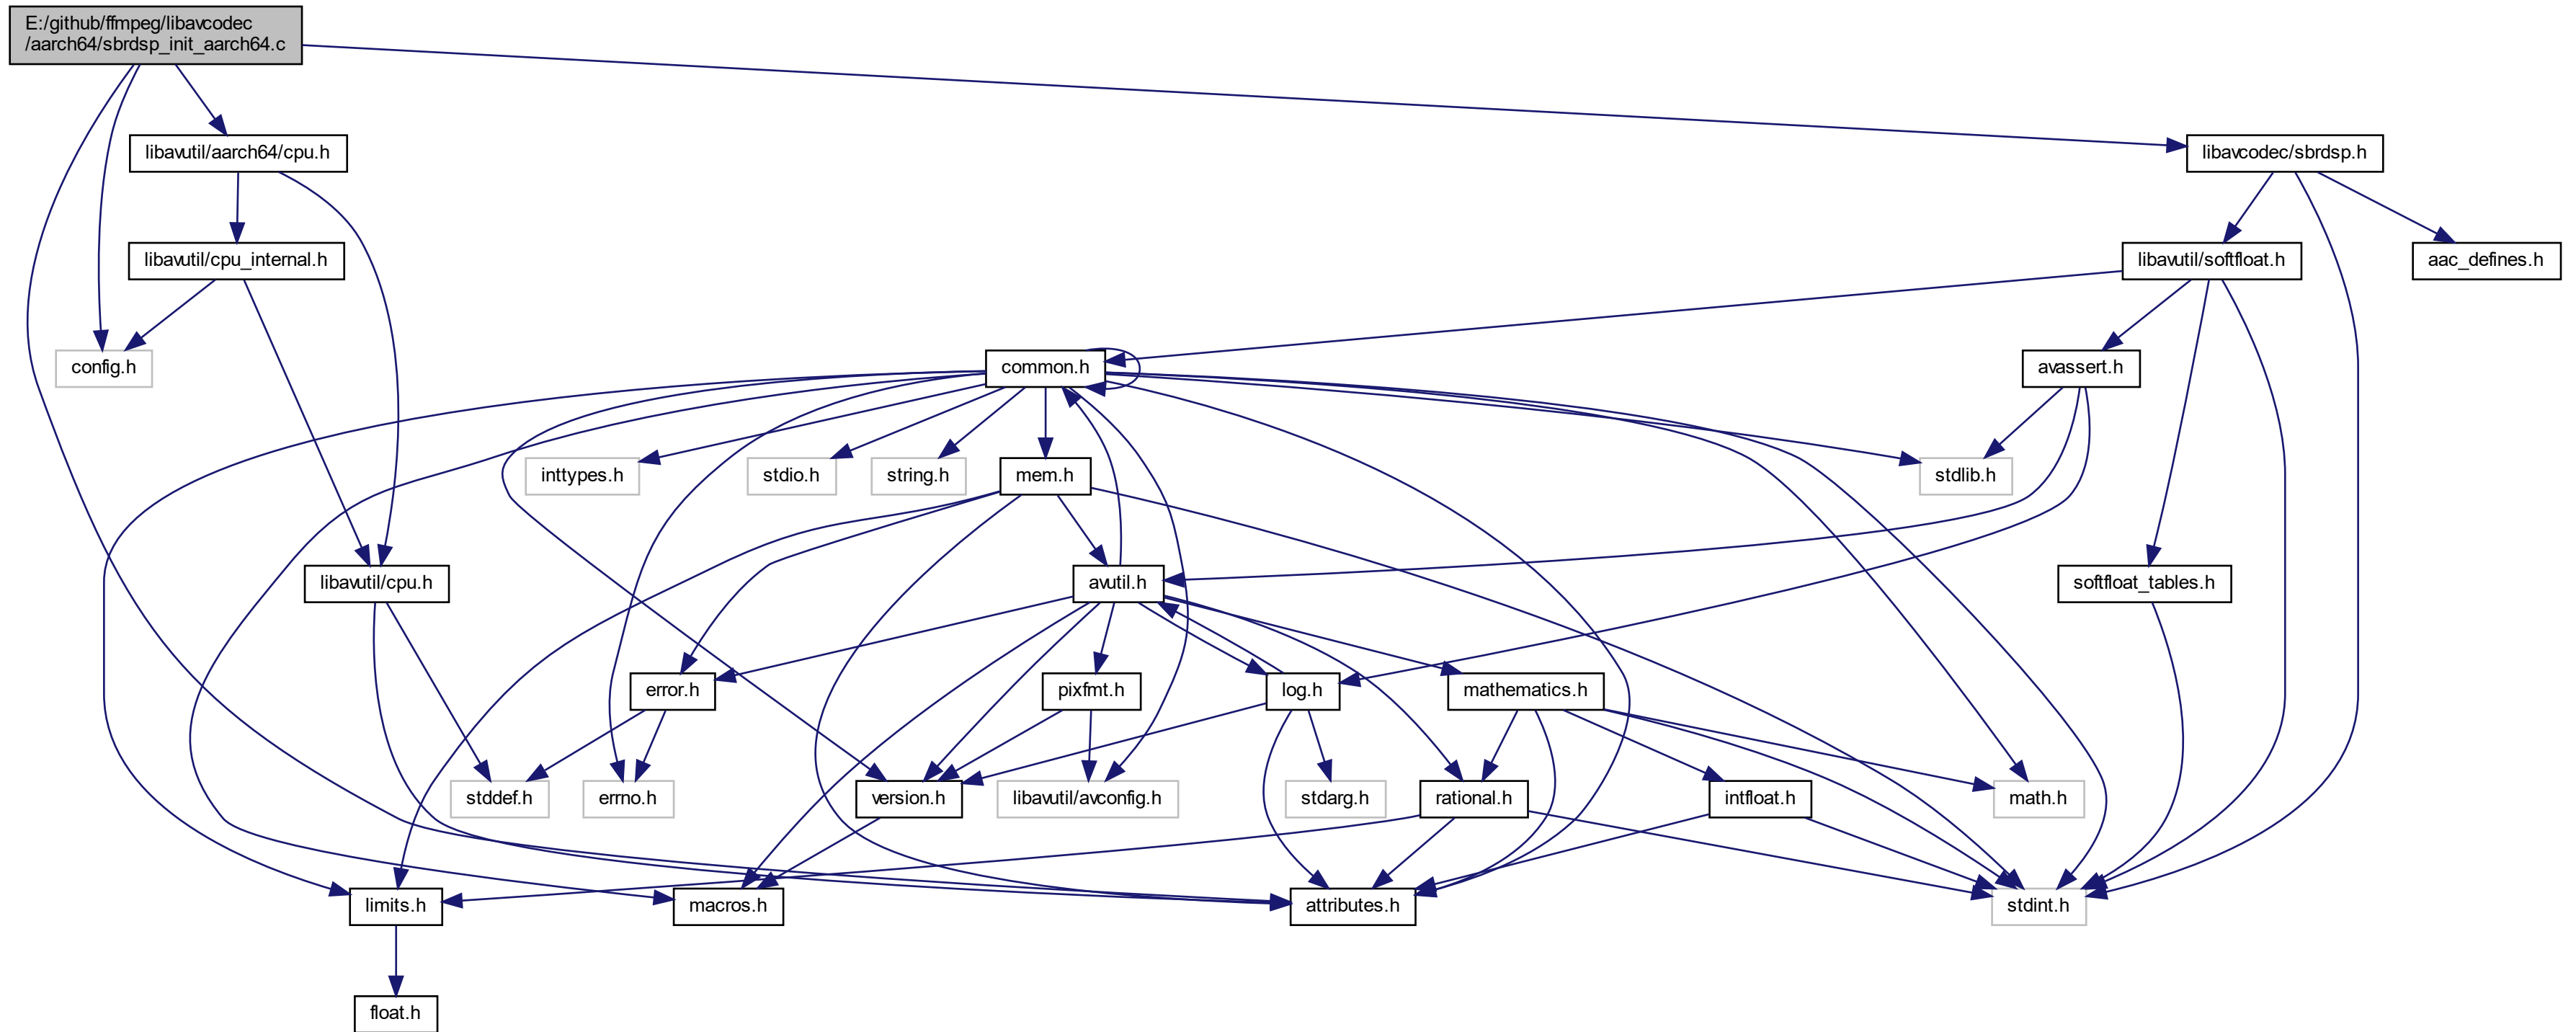 E:/github/ffmpeg/libavcodec
/aarch64/sbrdsp_init_aarch64.c
libavutil/aarch64/cpu.h
libavcodec/sbrdsp.h
libavutil/cpu_internal.h
libavutil/softfloat.h
aac_defines.h
config.h
common.h
avassert.h
inttypes.h
stdio.h
string.h
mem.h
stdlib.h
libavutil/cpu.h
avutil.h
softfloat_tables.h
error.h
pixfmt.h
log.h
mathematics.h
stddef.h
errno.h
version.h
libavutil/avconfig.h
stdarg.h
rational.h
intfloat.h
math.h
limits.h
macros.h
attributes.h
stdint.h
float.h